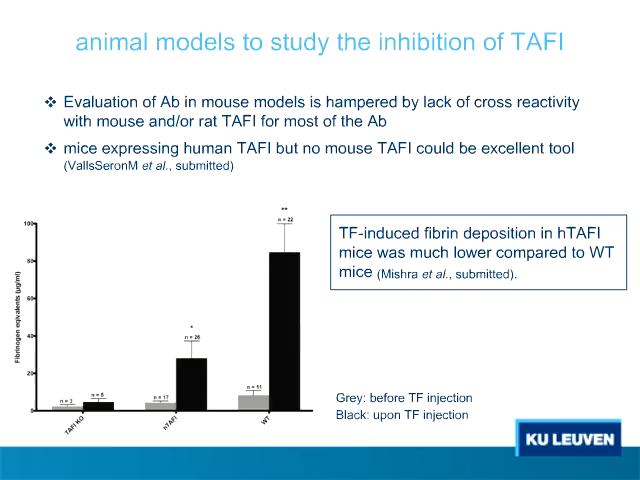 animal models to study the inhibition of TAFI
❖ Evaluation of Ab in mouse models is hampered by lack of cross reactivity
with mouse and/or rat TAFI for most of the Ab
❖ mice expressing human TAFI but no mouse TAFI could be excellent tool
(VallsSeronM et al., submitted)
TF-induced fibrin deposition in hTAFI
mice was much lower compared to WT
mice (Mishra et al., submitted).
Fibrinogen eqivalents (µg/ml)
100
80
60
40
20
0
n = 3
n = 8
*
n = 17
n = 26
**
n = 11
n = 22
TAFI KO
hTAFI
WT
Grey: before TF injection
Black: upon TF injection
KU LEUVEN